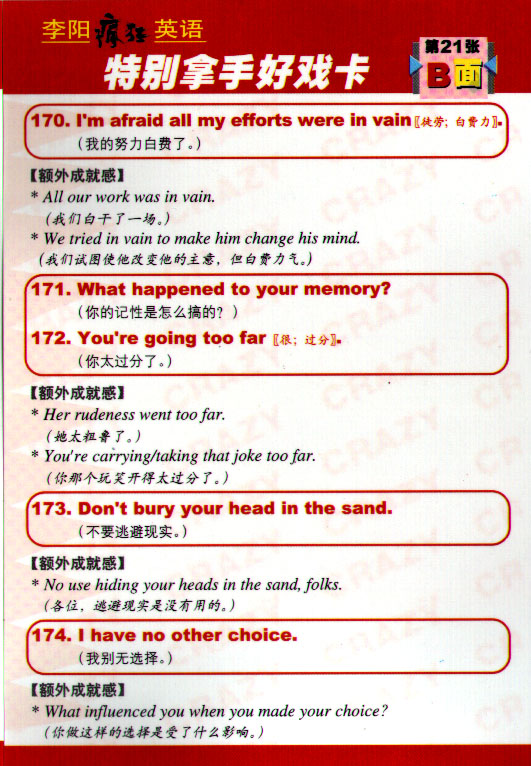 李阳疯狂英语
特别拿手好戏卡
第21张
B面
170. I'm afraid all my efforts were in vain〖徒劳；白费力〗.
（我的努力白费了。）
【额外成就感】
* All our work was in vain.
（我们白干了一场。）
* We tried in vain to make him change his mind.
（我们试图使他改变他的主意，但白费力气。）
171. What happened to your memory?
（你的记性是怎么搞的？）
172. You're going too far〖很；过分〗.
（你太过分了。）
【额外成就感】
* Her rudeness went too far.
（她太粗鲁了。）
* You're carrying/taking that joke too far.
（你那个玩笑开得太过分了。）
173. Don't bury your head in the sand.
（不要逃避现实。）
【额外成就感】
* No use hiding your heads in the sand, folks.
（各位，逃避现实是没有用的。）
174. I have no other choice.
（我别无选择。）
【额外成就感】
* What influenced you when you made your choice?
（你做这样的选择是受了什么影响。）